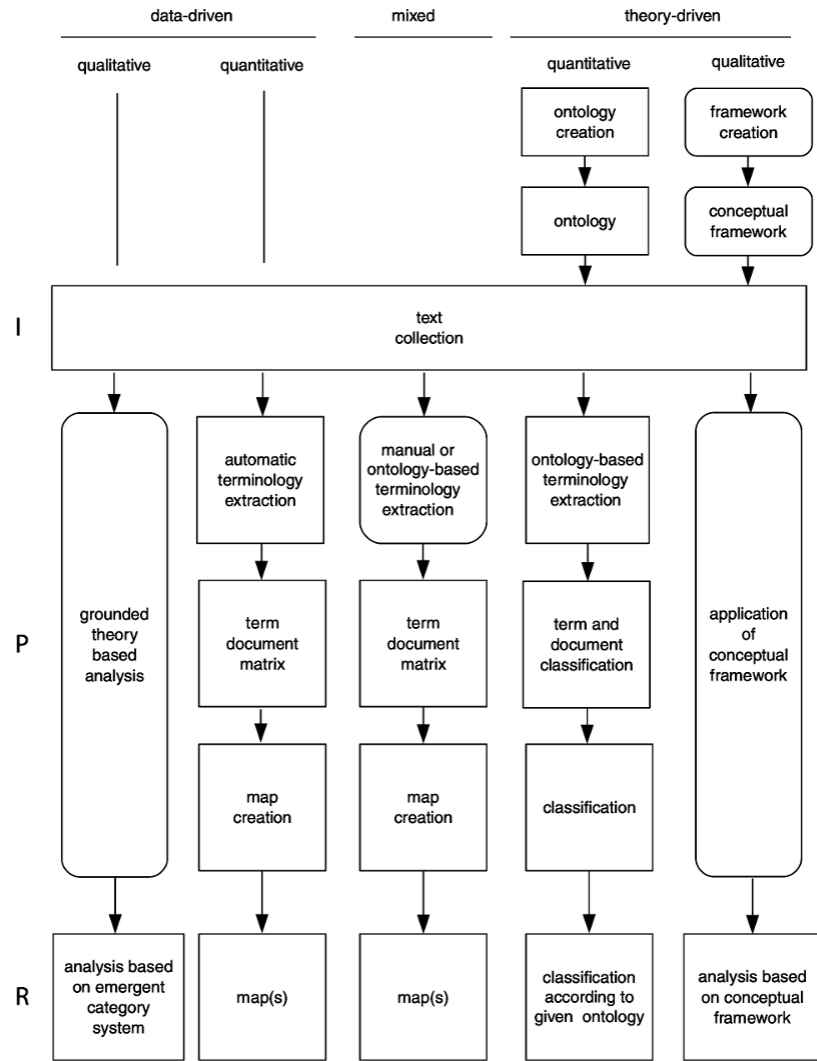 data-driven
mixed
theory-driven
qualitative
quantitative
quantitative
qualitative
ontology
creation
framework
creation
ontology
conceptual
framework
I
text
collection
automatic
terminology
extraction
manual or
ontology-based
terminology
extraction
ontology-based
terminology
extraction
P
grounded
theory
based
analysis
term
document
matrix
term
document
matrix
term and
document
classification
application
of
conceptual
framework
map
creation
map
creation
classification
R
analysis based
on emergent
category
system
map(s)
map(s)
classification
according to
given ontology
analysis based
on conceptual
framework